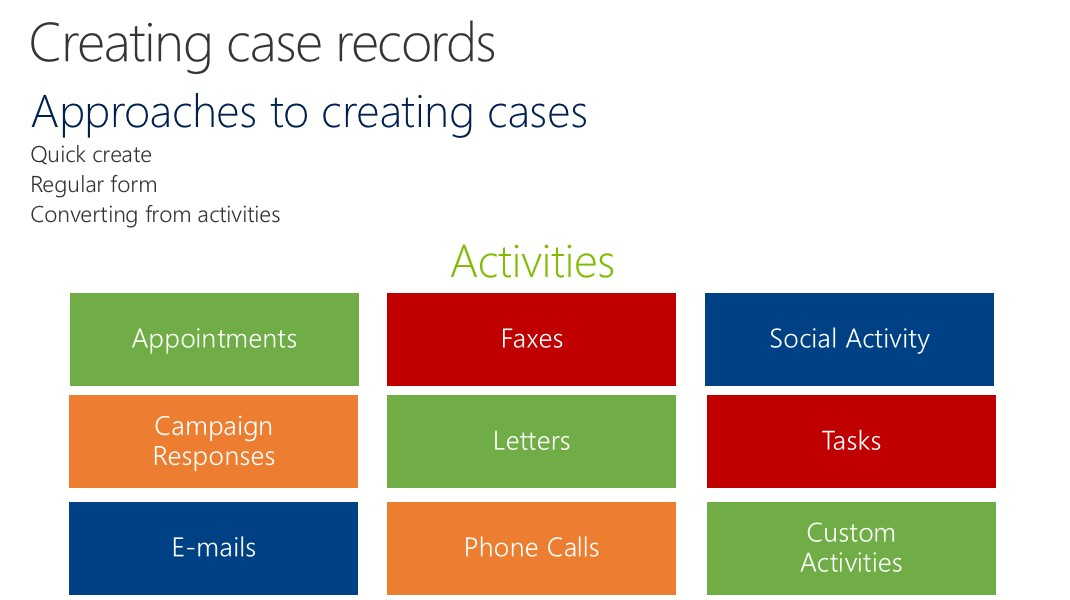 Creating case records
Approaches to creating cases
Quick create
Regular form
Converting from activities
Activities
Appointments
Faxes
Social Activity
Campaign
Responses
Letters
Tasks
E-mails
Phone Calls
Custom
Activities